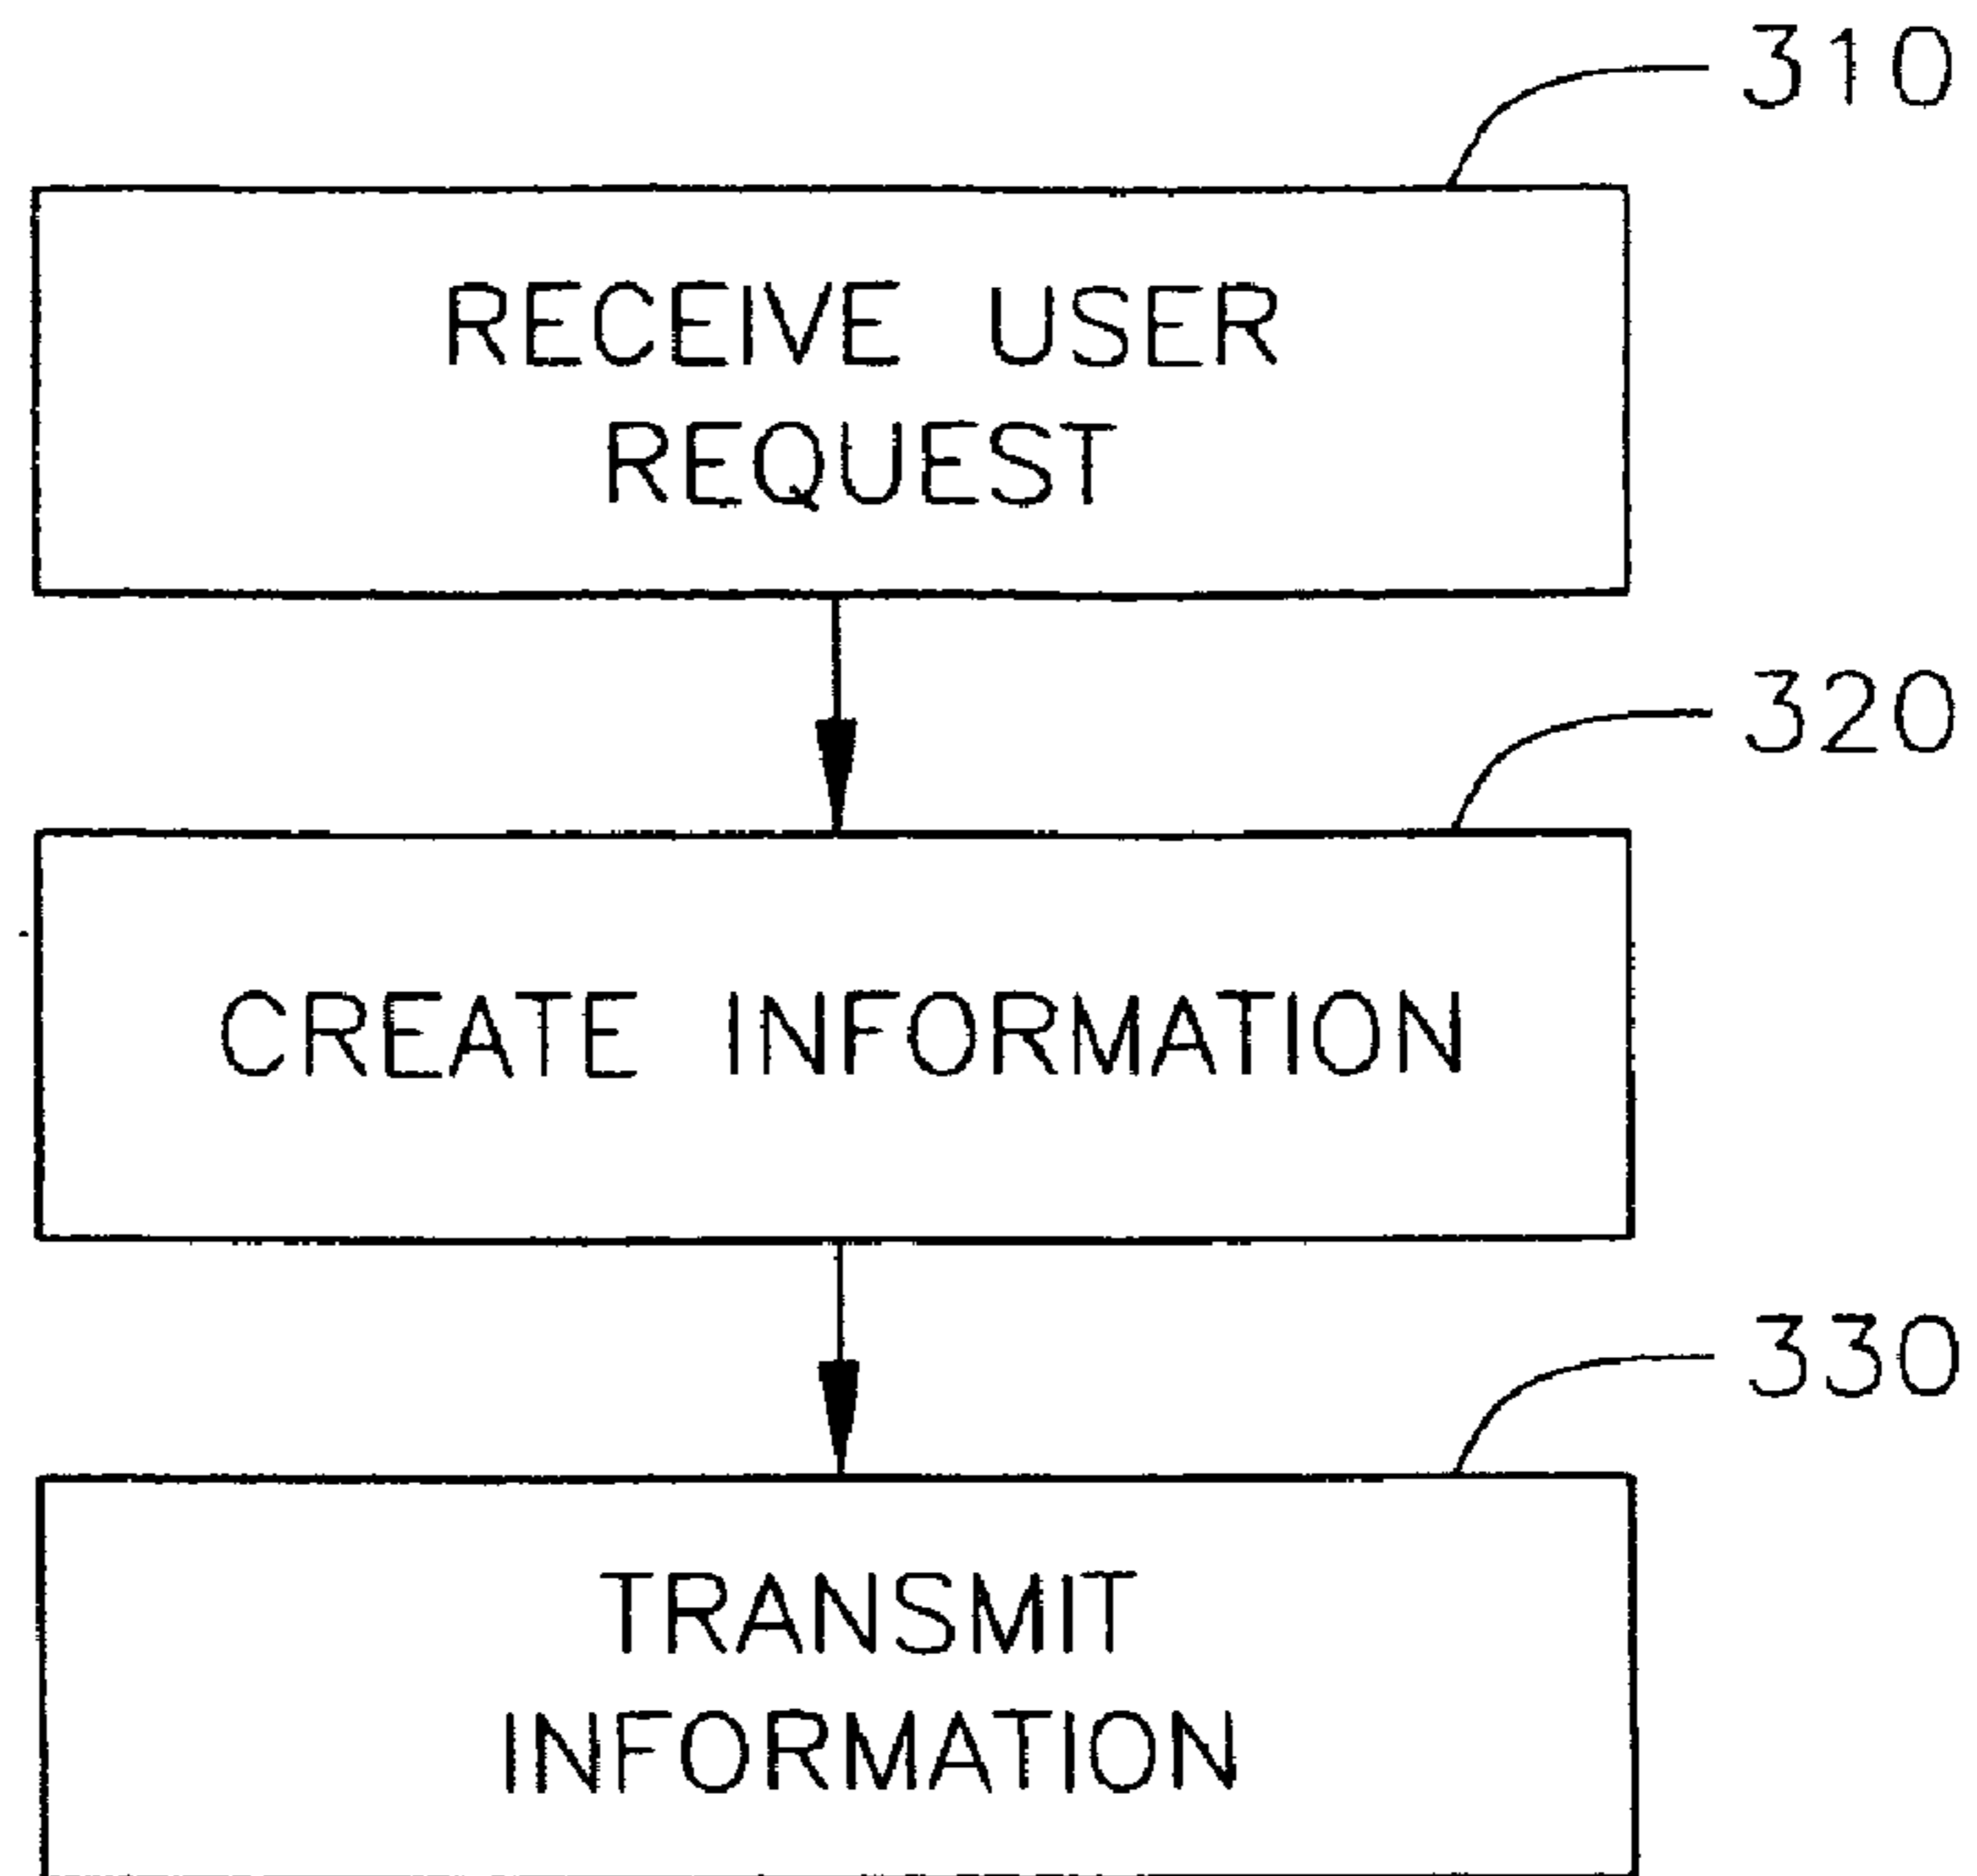 310
RECEIVE USER
REQUEST
320
CREATE INFORMATION
330
TRANSMIT
INFORMATION